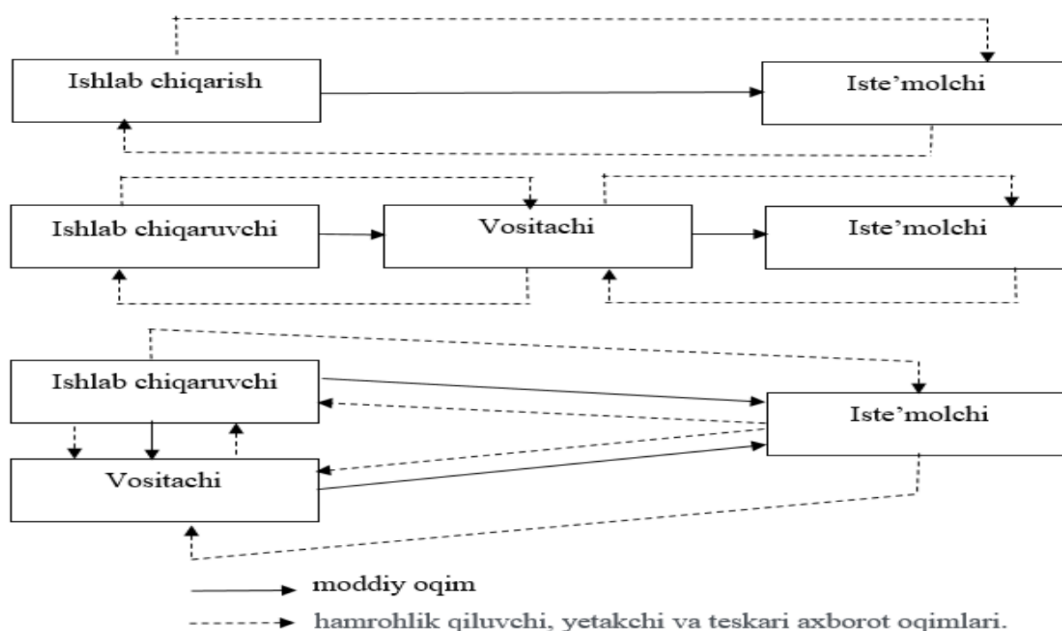 Ishlab chiqarish
Iste’molchi
Ishlab chiqaruvchi
Vositachi
Iste’molchi
Ishlab chiqaruvchi
Iste’molchi
Vositachi
moddiy oqim
hamrohlik qiluvchi, yetakchi va teskari axborot oqimlari.